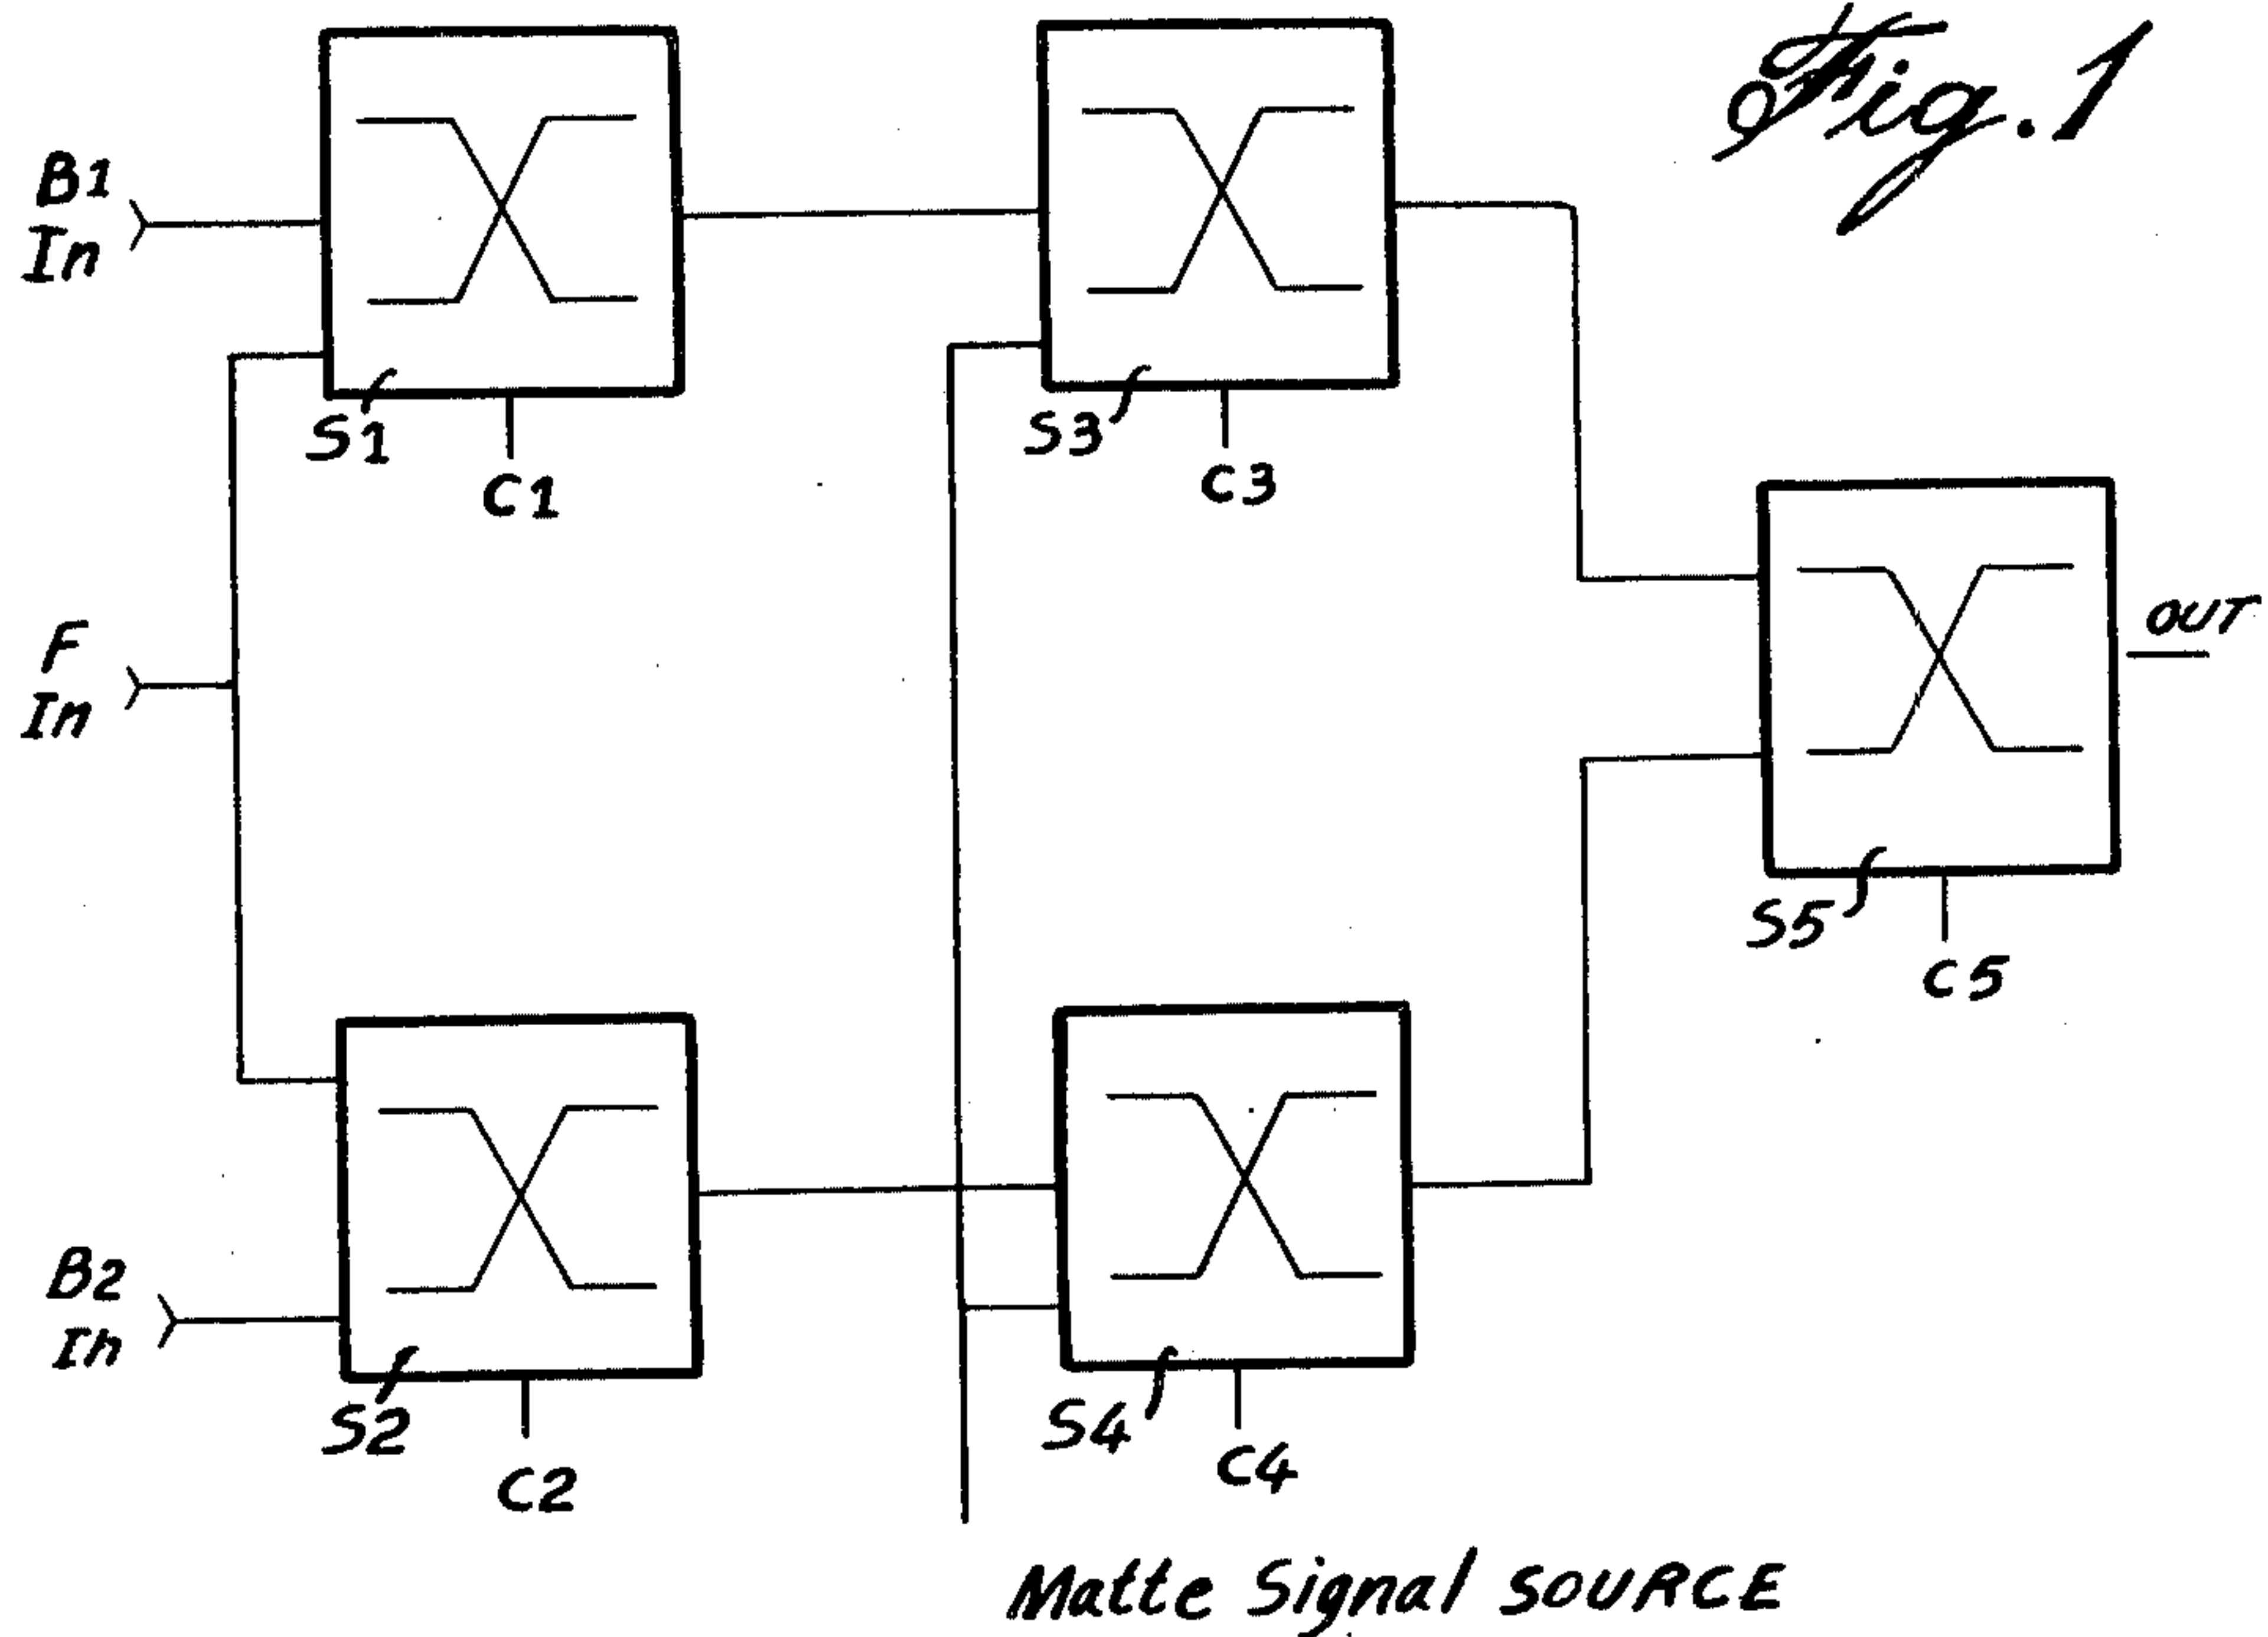 Fig. 1
B1
In
S1
C1
S3
C3
F
In
OUT
S5
C5
B2
In
S2
C2
S4
C4
Matte Signal SOURCE